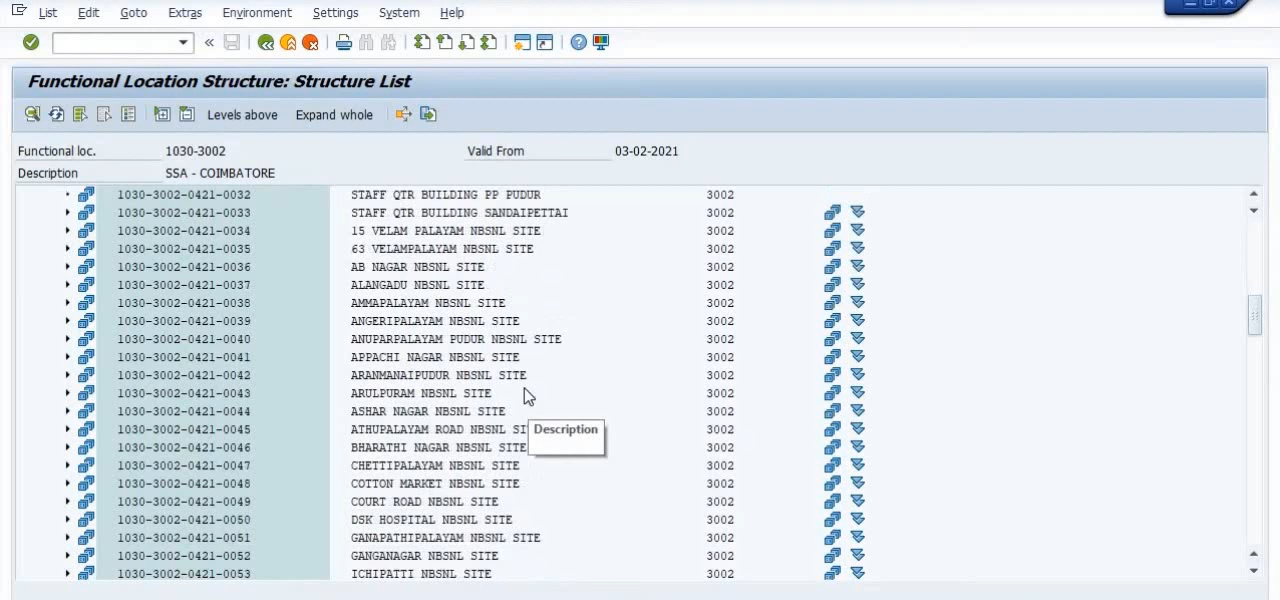 List Edit Goto Extras Environment Settings System Help
Functional Location Structure: Structure List
Levels above Expand whole
Functional loc. 1030-3002 Valid From 03-02-2021
Description SSA - COIMBATORE
1030-3002-0421-0032 STAFF QTR BUILDING PP PUDUR 3002
1030-3002-0421-0033 STAFF QTR BUILDING SANDAIPETTAI 3002
1030-3002-0421-0034 15 VELAM PALAYAM NBSNL SITE 3002
1030-3002-0421-0035 63 VELAMPALAYAM NBSNL SITE 3002
1030-3002-0421-0036 AB NAGAR NBSNL SITE 3002
1030-3002-0421-0037 ALANGADU NBSNL SITE 3002
1030-3002-0421-0038 AMMAPALAYAM NBSNL SITE 3002
1030-3002-0421-0039 ANGERIPALAYAM NBSNL SITE 3002
1030-3002-0421-0040 ANUPARPALAYAM PUDUR NBSNL SITE 3002
1030-3002-0421-0041 APPACHI NAGAR NBSNL SITE 3002
1030-3002-0421-0042 ARANMANAIPUDUR NBSNL SITE 3002
1030-3002-0421-0043 ARULPURAM NBSNL SITE 3002
1030-3002-0421-0044 ASHAR NAGAR NBSNL SITE 3002
1030-3002-0421-0045 ATHUPALAYAM ROAD NBSNL SI Description 3002
1030-3002-0421-0046 BHARATHI NAGAR NBSNL SITE 3002
1030-3002-0421-0047 CHETTIPALAYAM NBSNL SITE 3002
1030-3002-0421-0048 COTTON MARKET NBSNL SITE 3002
1030-3002-0421-0049 COURT ROAD NBSNL SITE 3002
1030-3002-0421-0050 DSK HOSPITAL NBSNL SITE 3002
1030-3002-0421-0051 GANAPATHIPALAYAM NBSNL SITE 3002
1030-3002-0421-0052 GANGANAGAR NBSNL SITE 3002
1030-3002-0421-0053 ICHIPATTI NBSNL SITE 3002